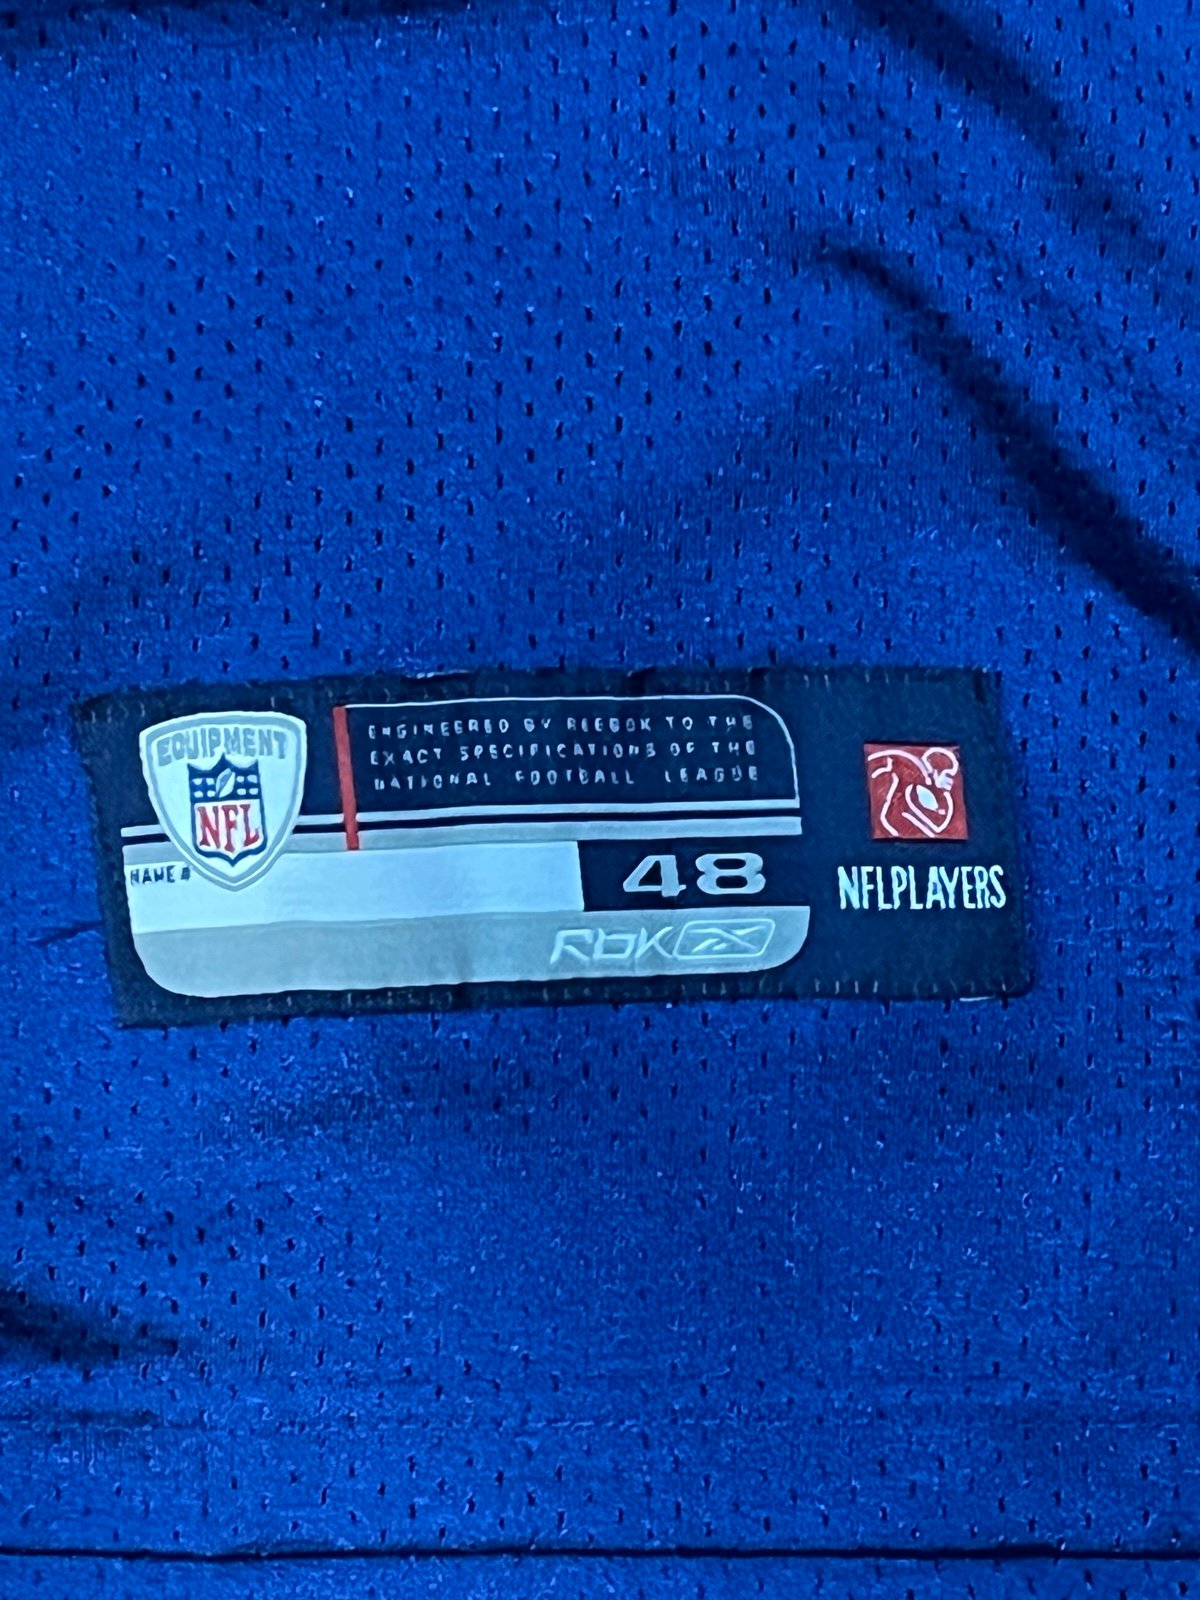 EQUIPMENT
NFL
ENGINEERED BY REEBOK TO THE
EXACT SPECIFICATIONS OF THE
NATIONAL FOOTBALL LEAGUE
NAME #
48
RBK
NFLPLAYERS